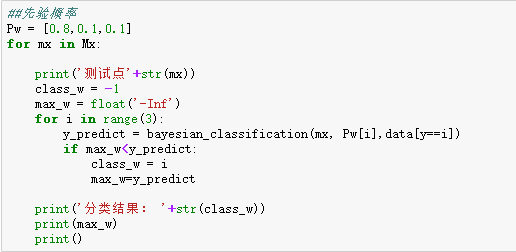 ##先验概率
Pw = [0.8,0.1,0.1]
for mx in Mx:
print('测试点'+str(mx))
class_w = -1
max_w = float('-Inf')
for i in range(3):
y_predict = bayesian_classification(mx, Pw[i],data[y==i])
if max_w<y_predict:
class_w = i
max_w=y_predict
print('分类结果： '+str(class_w))
print(max_w)
print()